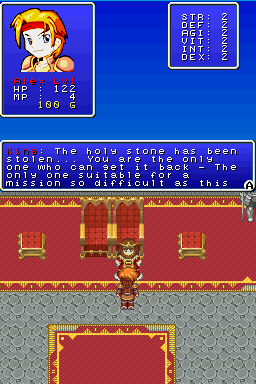 STR: 2
DEF: 2
AGI: 2
VIT: 2
INT: 2
DEX: 2
Alex Lv1
HP : 122
MP : 4
100 G
King: The holy stone has been
stolen... You are the only
one who can get it back – The
only one suitable for a
mission so difficult as this
A